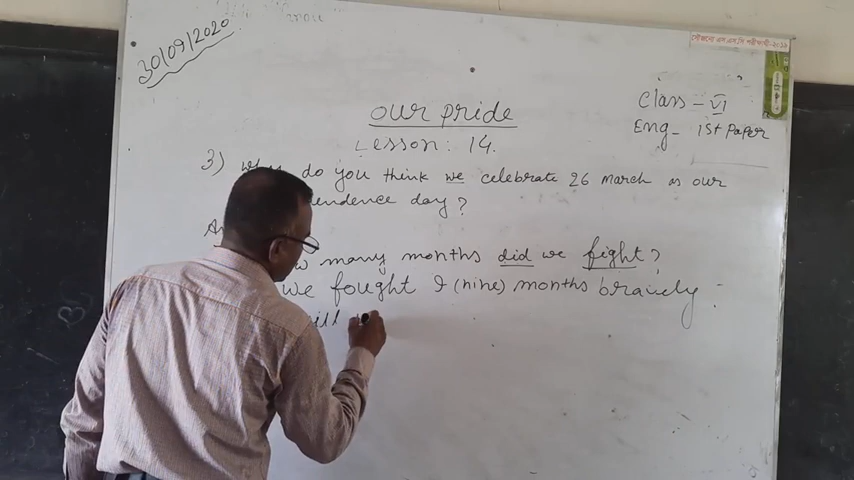 30/09/2020
our pride
Class - VI
Eng - 1st Paper
Lesson: 14.
3) do you think we celebrate 26 march as our
endence day?
many months did we fight?
we fought 9 (nine) months bravely